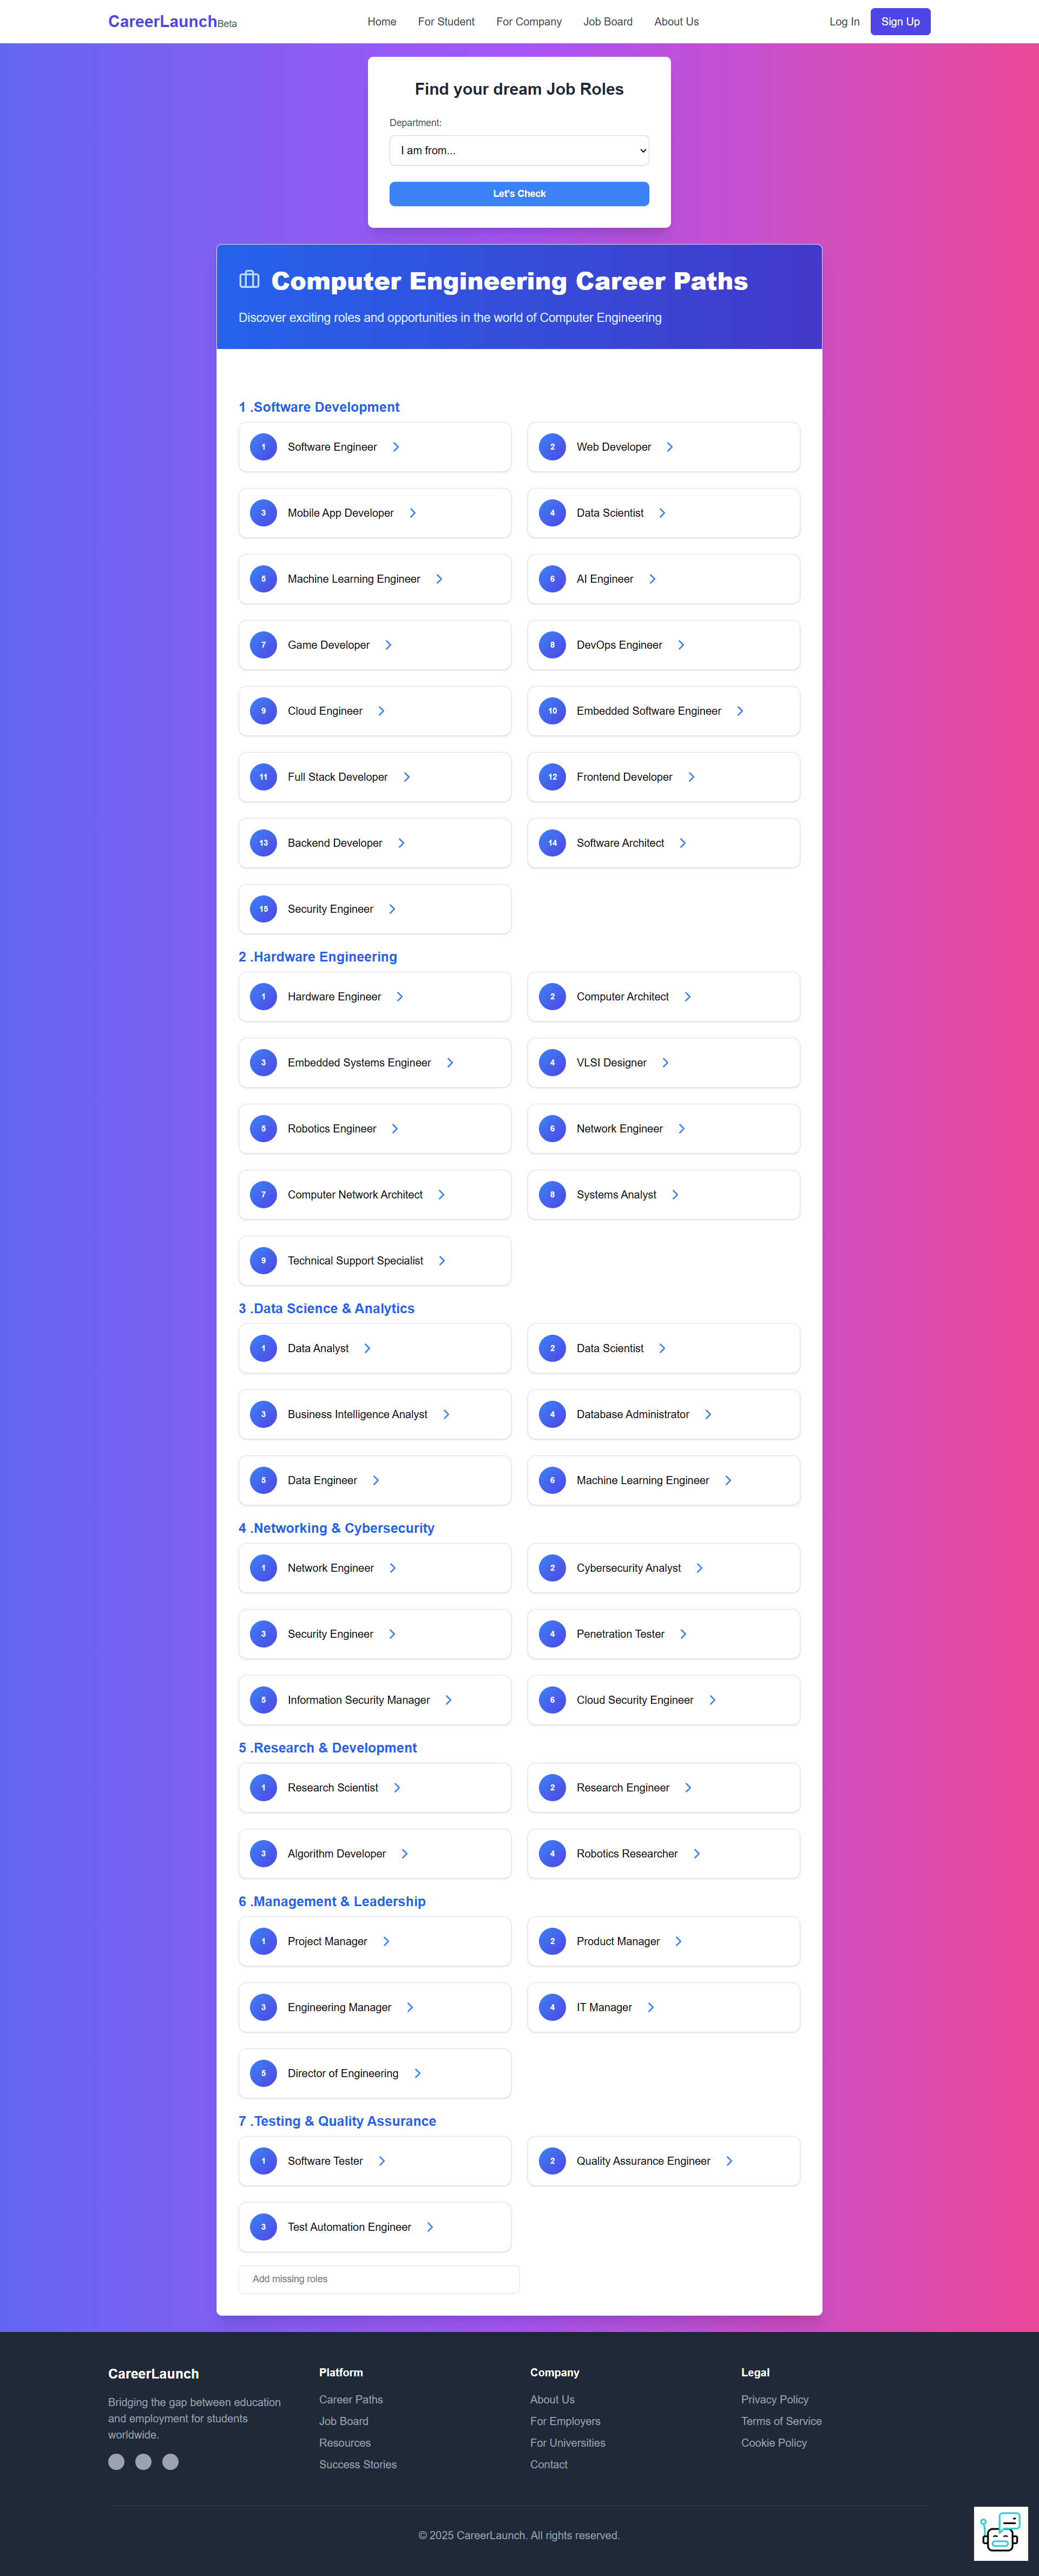 CareerLaunchBeta
Home For Student For Company Job Board About Us
Log In Sign Up
Find your dream Job Roles
Department:
I am from...
Let's Check
Computer Engineering Career Paths
Discover exciting roles and opportunities in the world of Computer Engineering
1 .Software Development
1 Software Engineer
2 Web Developer
3 Mobile App Developer
4 Data Scientist
5 Machine Learning Engineer
6 AI Engineer
7 Game Developer
8 DevOps Engineer
9 Cloud Engineer
10 Embedded Software Engineer
11 Full Stack Developer
12 Frontend Developer
13 Backend Developer
14 Software Architect
15 Security Engineer
2 .Hardware Engineering
1 Hardware Engineer
2 Computer Architect
3 Embedded Systems Engineer
4 VLSI Designer
5 Robotics Engineer
6 Network Engineer
7 Computer Network Architect
8 Systems Analyst
9 Technical Support Specialist
3 .Data Science & Analytics
1 Data Analyst
2 Data Scientist
3 Business Intelligence Analyst
4 Database Administrator
5 Data Engineer
6 Machine Learning Engineer
4 .Networking & Cybersecurity
1 Network Engineer
2 Cybersecurity Analyst
3 Security Engineer
4 Penetration Tester
5 Information Security Manager
6 Cloud Security Engineer
5 .Research & Development
1 Research Scientist
2 Research Engineer
3 Algorithm Developer
4 Robotics Researcher
6 .Management & Leadership
1 Project Manager
2 Product Manager
3 Engineering Manager
4 IT Manager
5 Director of Engineering
7 .Testing & Quality Assurance
1 Software Tester
2 Quality Assurance Engineer
3 Test Automation Engineer
Add missing roles
CareerLaunch
Bridging the gap between education
and employment for students
worldwide.
Platform
Career Paths
Job Board
Resources
Success Stories
Company
About Us
For Employers
For Universities
Contact
Legal
Privacy Policy
Terms of Service
Cookie Policy
© 2025 CareerLaunch. All rights reserved.